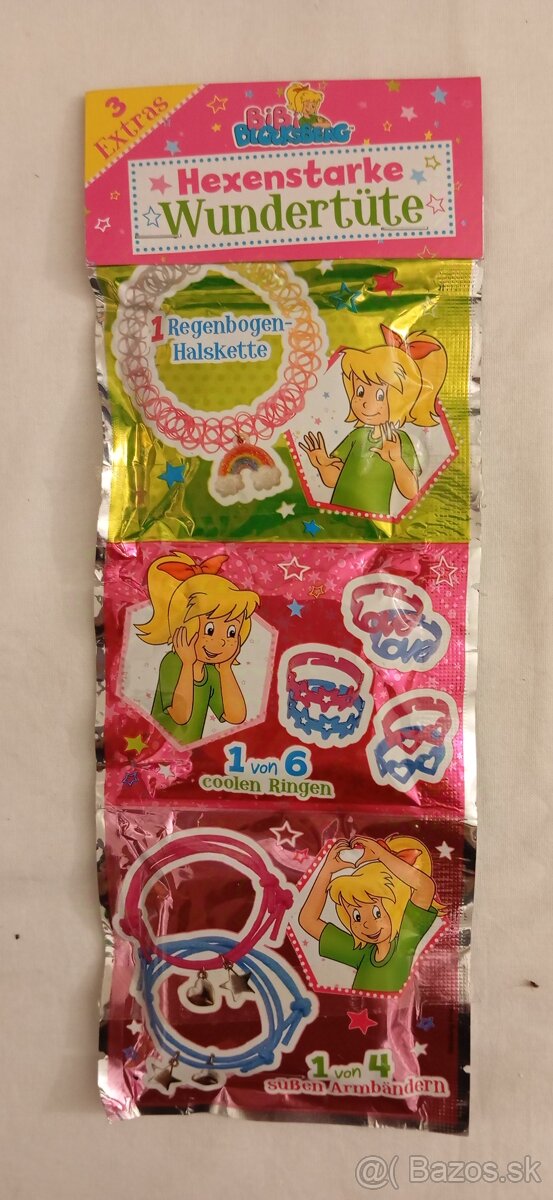 3
Extras
BiBi
BLOCKSBERG
Hexenstarke
Wundertüte
1 Regenbogen-
Halskette
Love
Love
1 von 6
coolen Ringen
1 von 4
süßen Armbändern
@( Bazos.sk